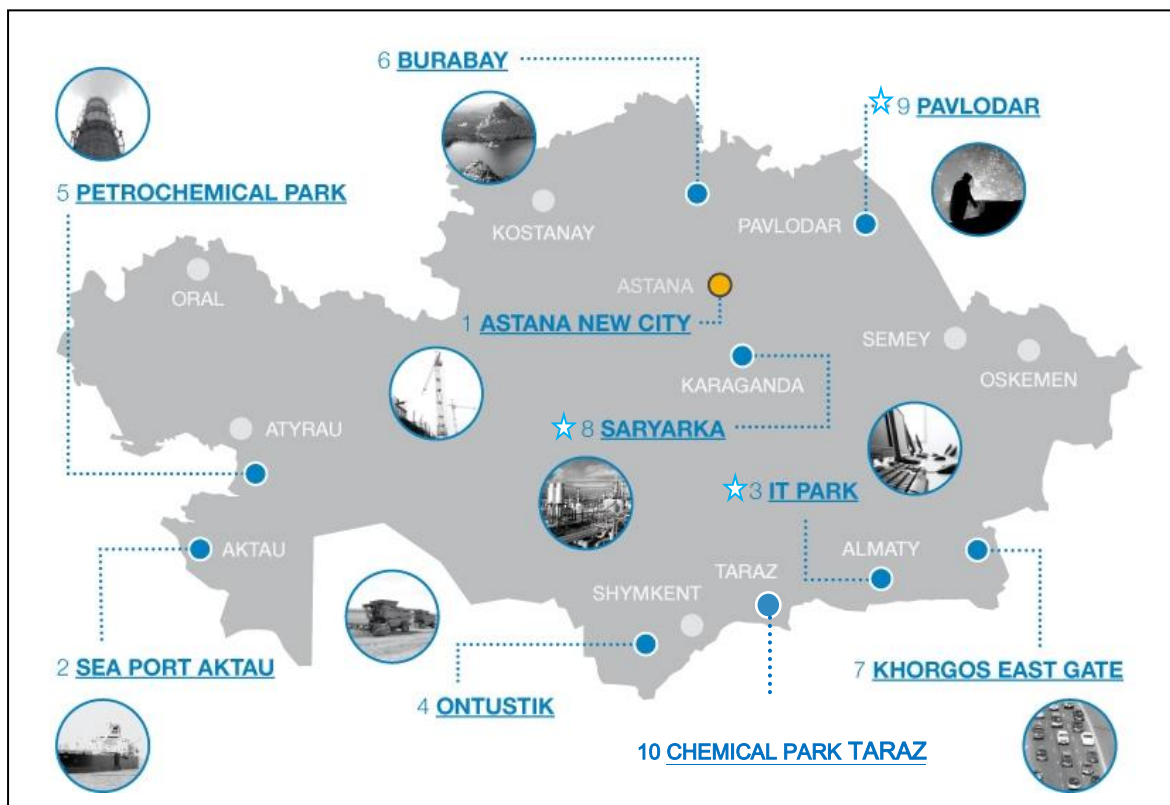 6 BURABAY
9 PAVLODAR
5 PETROCHEMICAL PARK
KOSTANAY
PAVLODAR
ORAL
ASTANA
1 ASTANA NEW CITY
SEMEY
OSKEMEN
KARAGANDA
ATYRAU
8 SARYARKA
3 IT PARK
AKTAU
ALMATY
TARAZ
SHYMKENT
2 SEA PORT AKTAU
7 KHORGOS EAST GATE
4 ONTUSTIK
10 CHEMICAL PARK TARAZ